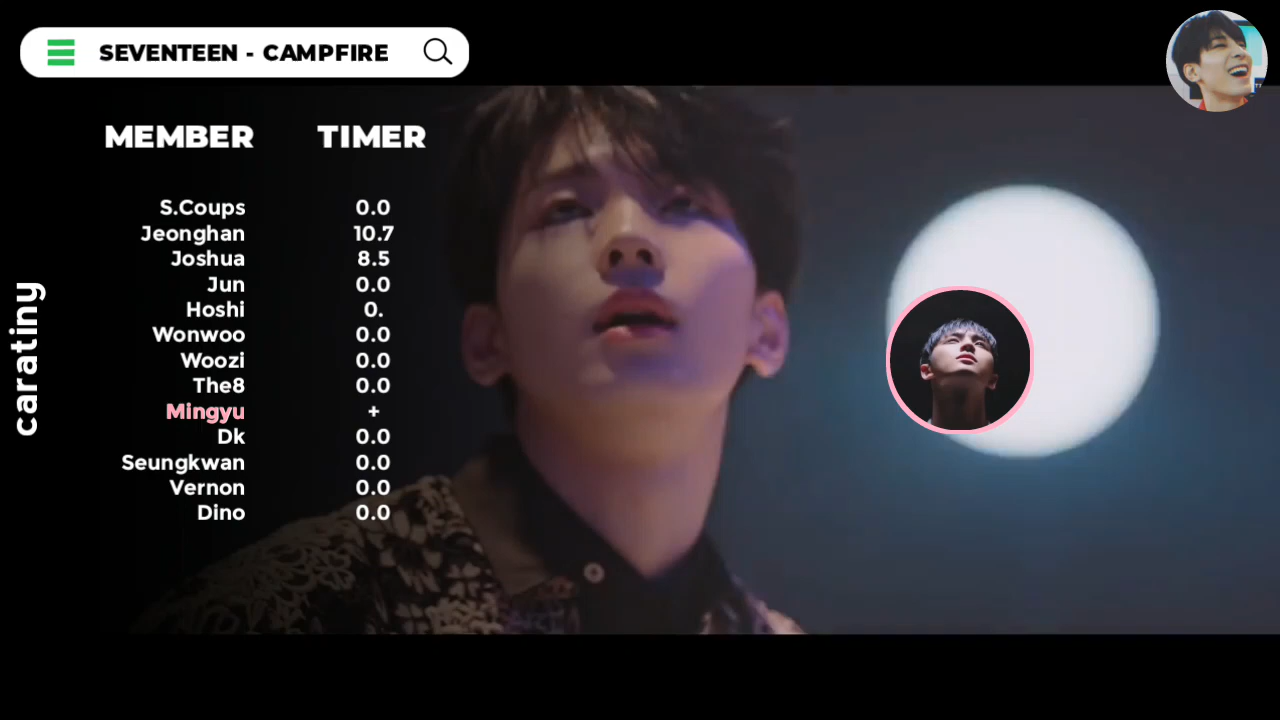 SEVENTEEN - CAMPFIRE
MEMBER TIMER
S.Coups 0.0
Jeonghan 10.7
Joshua 8.5
Jun 0.0
Hoshi 0.
Wonwoo 0.0
Woozi 0.0
The8 0.0
Mingyu +
Dk 0.0
Seungkwan 0.0
Vernon 0.0
Dino 0.0
caratiny